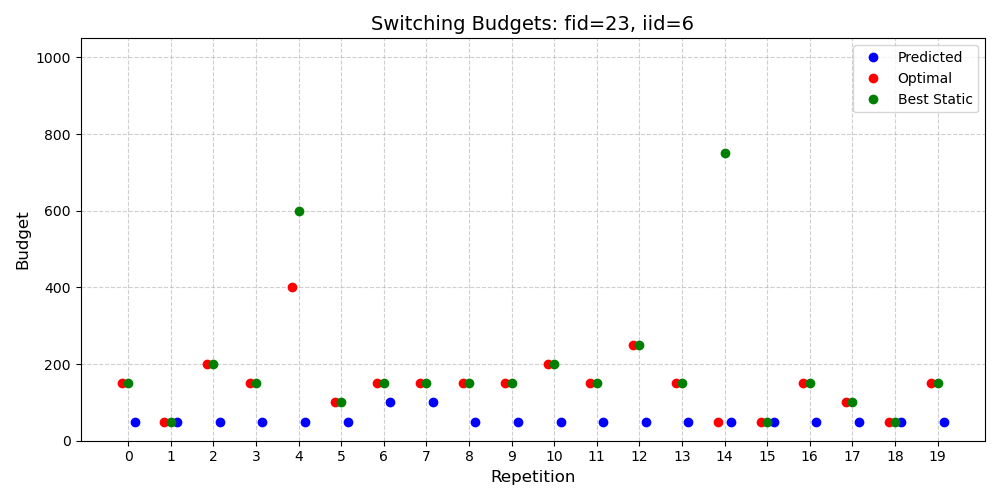 Switching Budgets: fid=23, iid=6
Predicted
Optimal
Best Static
Budget
1000
800
600
400
200
0
0 1 2 3 4 5 6 7 8 9 10 11 12 13 14 15 16 17 18 19
Repetition